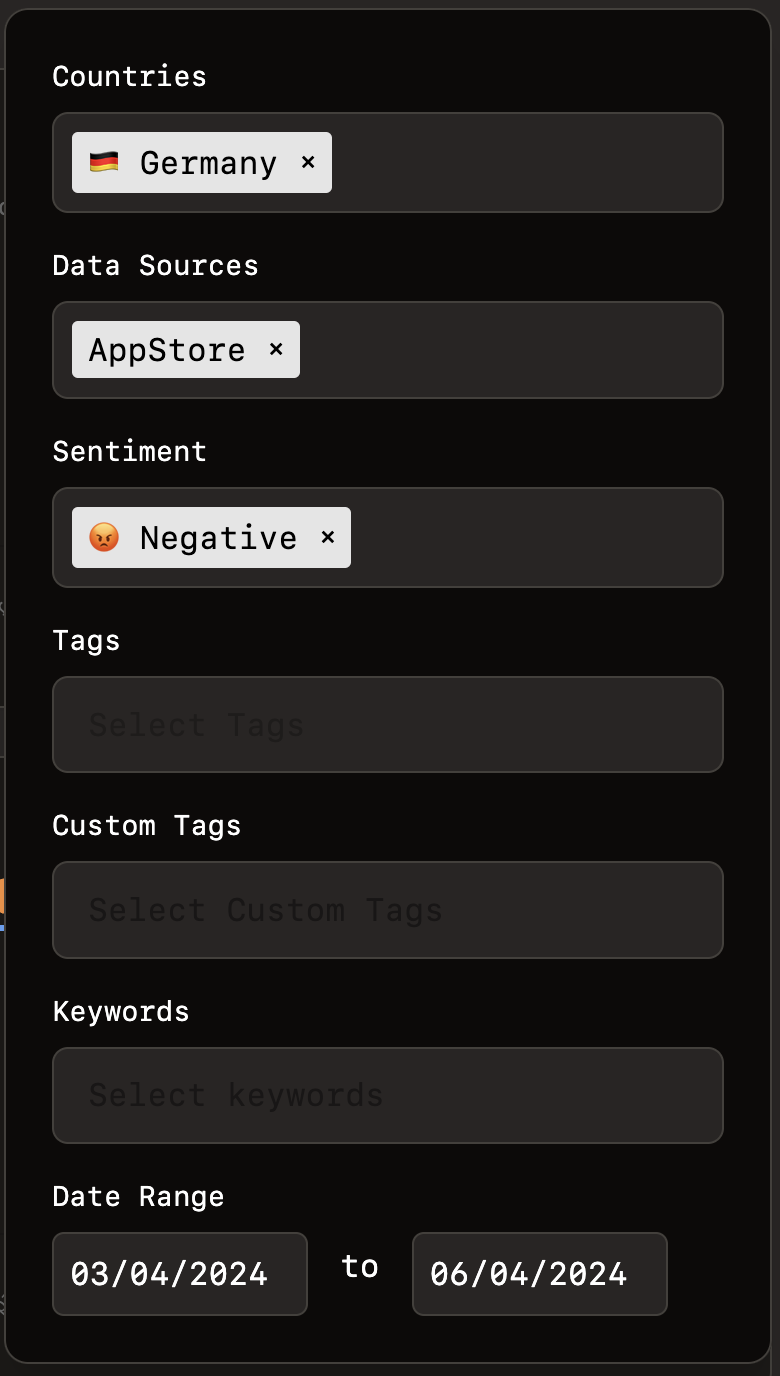 Countries
🇩🇪 Germany ×
Data Sources
AppStore ×
Sentiment
😡 Negative ×
Tags
Select Tags
Custom Tags
Select Custom Tags
Keywords
Select keywords
Date Range
03/04/2024 to 06/04/2024